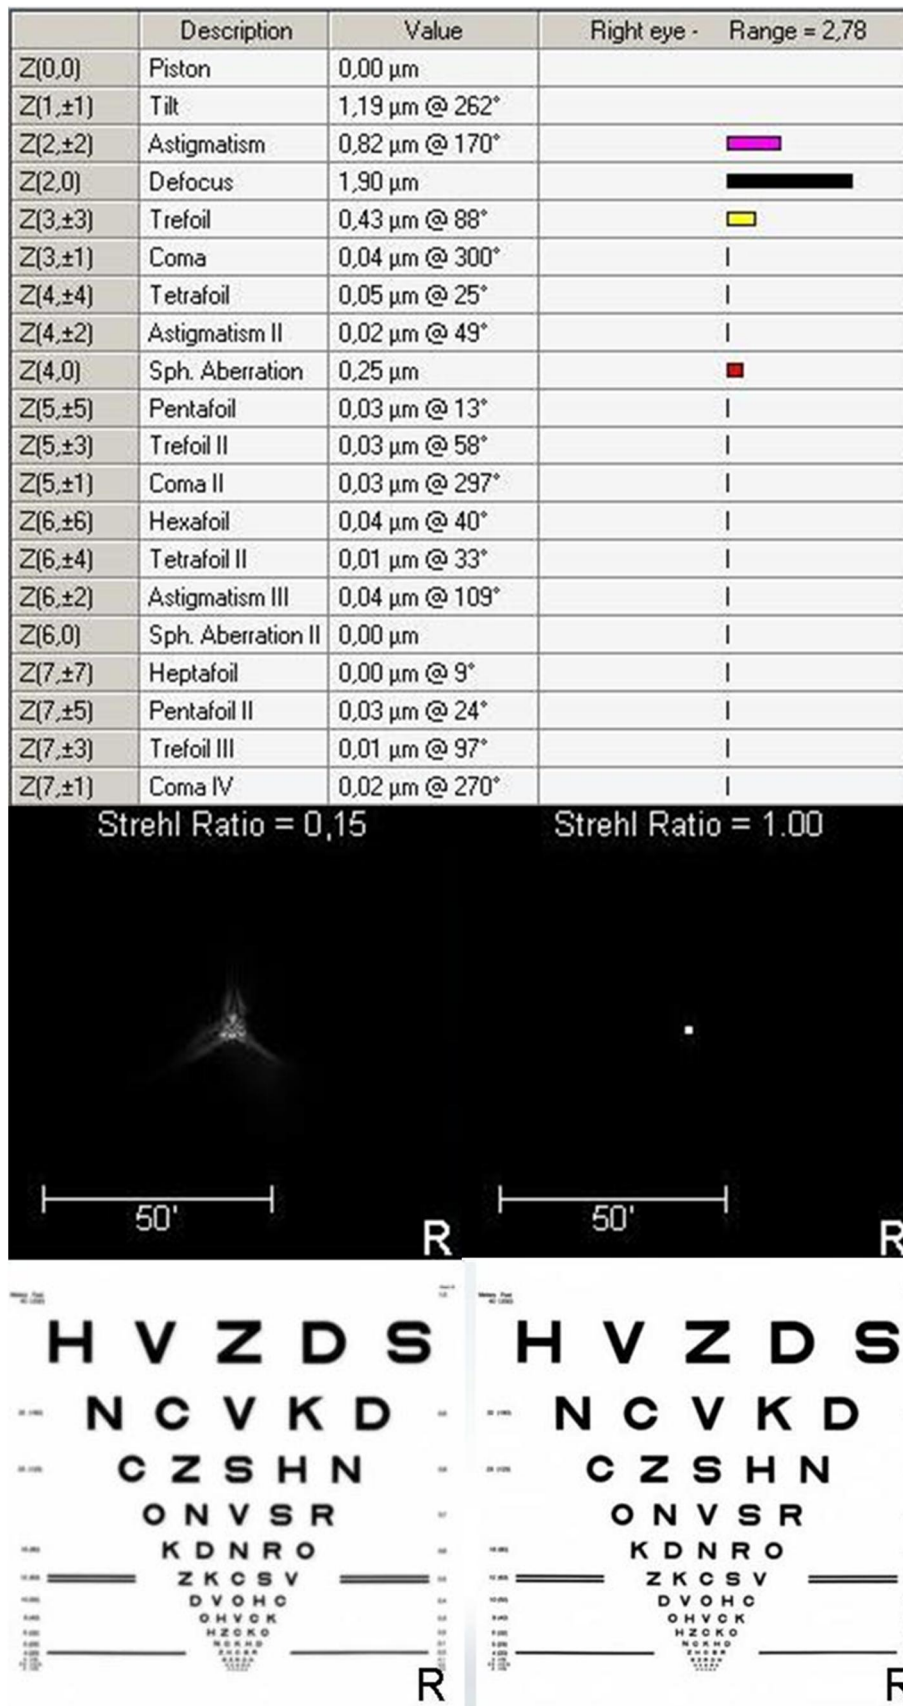 Description Value Right eye - Range = 2,78
Z(0,0) Piston 0,00 µm
Z(1,±1) Tilt 1,19 µm @ 262°
Z(2,±2) Astigmatism 0,82 µm @ 170°
Z(2,0) Defocus 1,90 µm
Z(3,±3) Trefoil 0,43 µm @ 88°
Z(3,±1) Coma 0,04 µm @ 300°
Z(4,±4) Tetrafoil 0,05 µm @ 25°
Z(4,±2) Astigmatism II 0,02 µm @ 49°
Z(4,0) Sph. Aberration 0,25 µm
Z(5,±5) Pentafoil 0,03 µm @ 13°
Z(5,±3) Trefoil II 0,03 µm @ 58°
Z(5,±1) Coma II 0,03 µm @ 297°
Z(6,±6) Hexafoil 0,04 µm @ 40°
Z(6,±4) Tetrafoil II 0,01 µm @ 33°
Z(6,±2) Astigmatism III 0,04 µm @ 109°
Z(6,0) Sph. Aberration II 0,00 µm
Z(7,±7) Heptafoil 0,00 µm @ 9°
Z(7,±5) Pentafoil II 0,03 µm @ 24°
Z(7,±3) Trefoil III 0,01 µm @ 97°
Z(7,±1) Coma IV 0,02 µm @ 270°
Strehl Ratio = 0,15 Strehl Ratio = 1.00
50' 50'
R R
H V Z D S H V Z D S
N C V K D N C V K D
C Z S H N C Z S H N
O N V S R O N V S R
K D N R O K D N R O
Z K C S V Z K C S V
D V O H C D V O H C
O H V C K O H V C K
H Z C K O H Z C K O
N C K H D N C K H D
R R